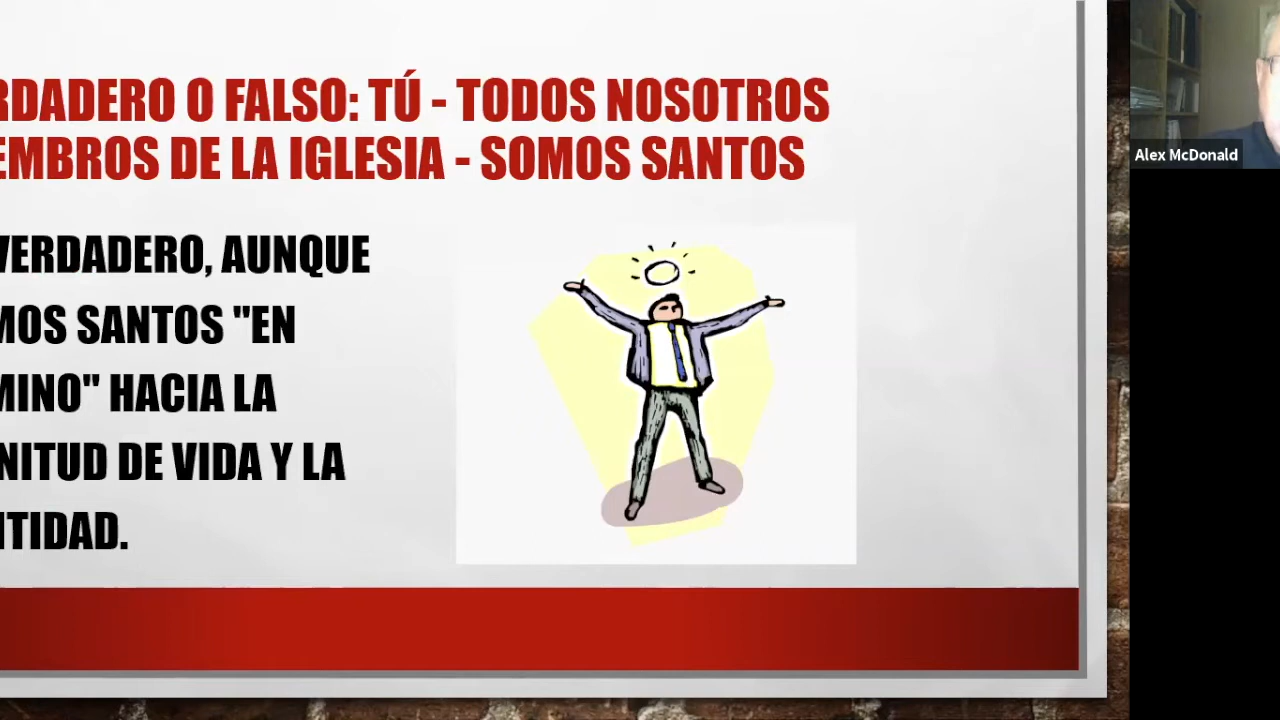 RDADERO O FALSO: TÚ - TODOS NOSOTROS
EMBROS DE LA IGLESIA - SOMOS SANTOS
VERDADERO, AUNQUE
MOS SANTOS "EN
MINO" HACIA LA
NITUD DE VIDA Y LA
NTIDAD.
Alex McDonald